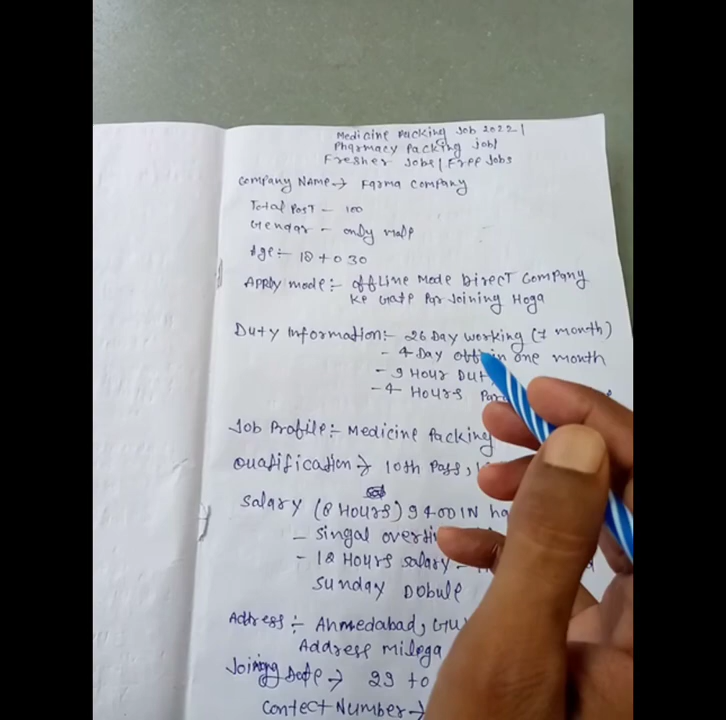 Medicine Packing Job 2022|
Pharmacy Packing job|
Fresher Jobs| Free Jobs
Company Name → Farma Company
Total Post - 100
Gendar - only male
Age:- 18 to 30
Apply mode:- offline Mode Direct Company
Ke Gate Par Joining Hoga
Duty Information:- 26 Day working (1 month)
- 4 Day off in one month
- 9 Hour
- 4 Hours
Job Profile:- Medicine Packing
Qualification → 10th Pass,
Salary (8 Hours) 9400 IN
- Singal
- 12 Hours salary -
Sunday Dobule
Address:- Ahmedabad,
Address milega
Joining Date → 29 to
Contect Number →